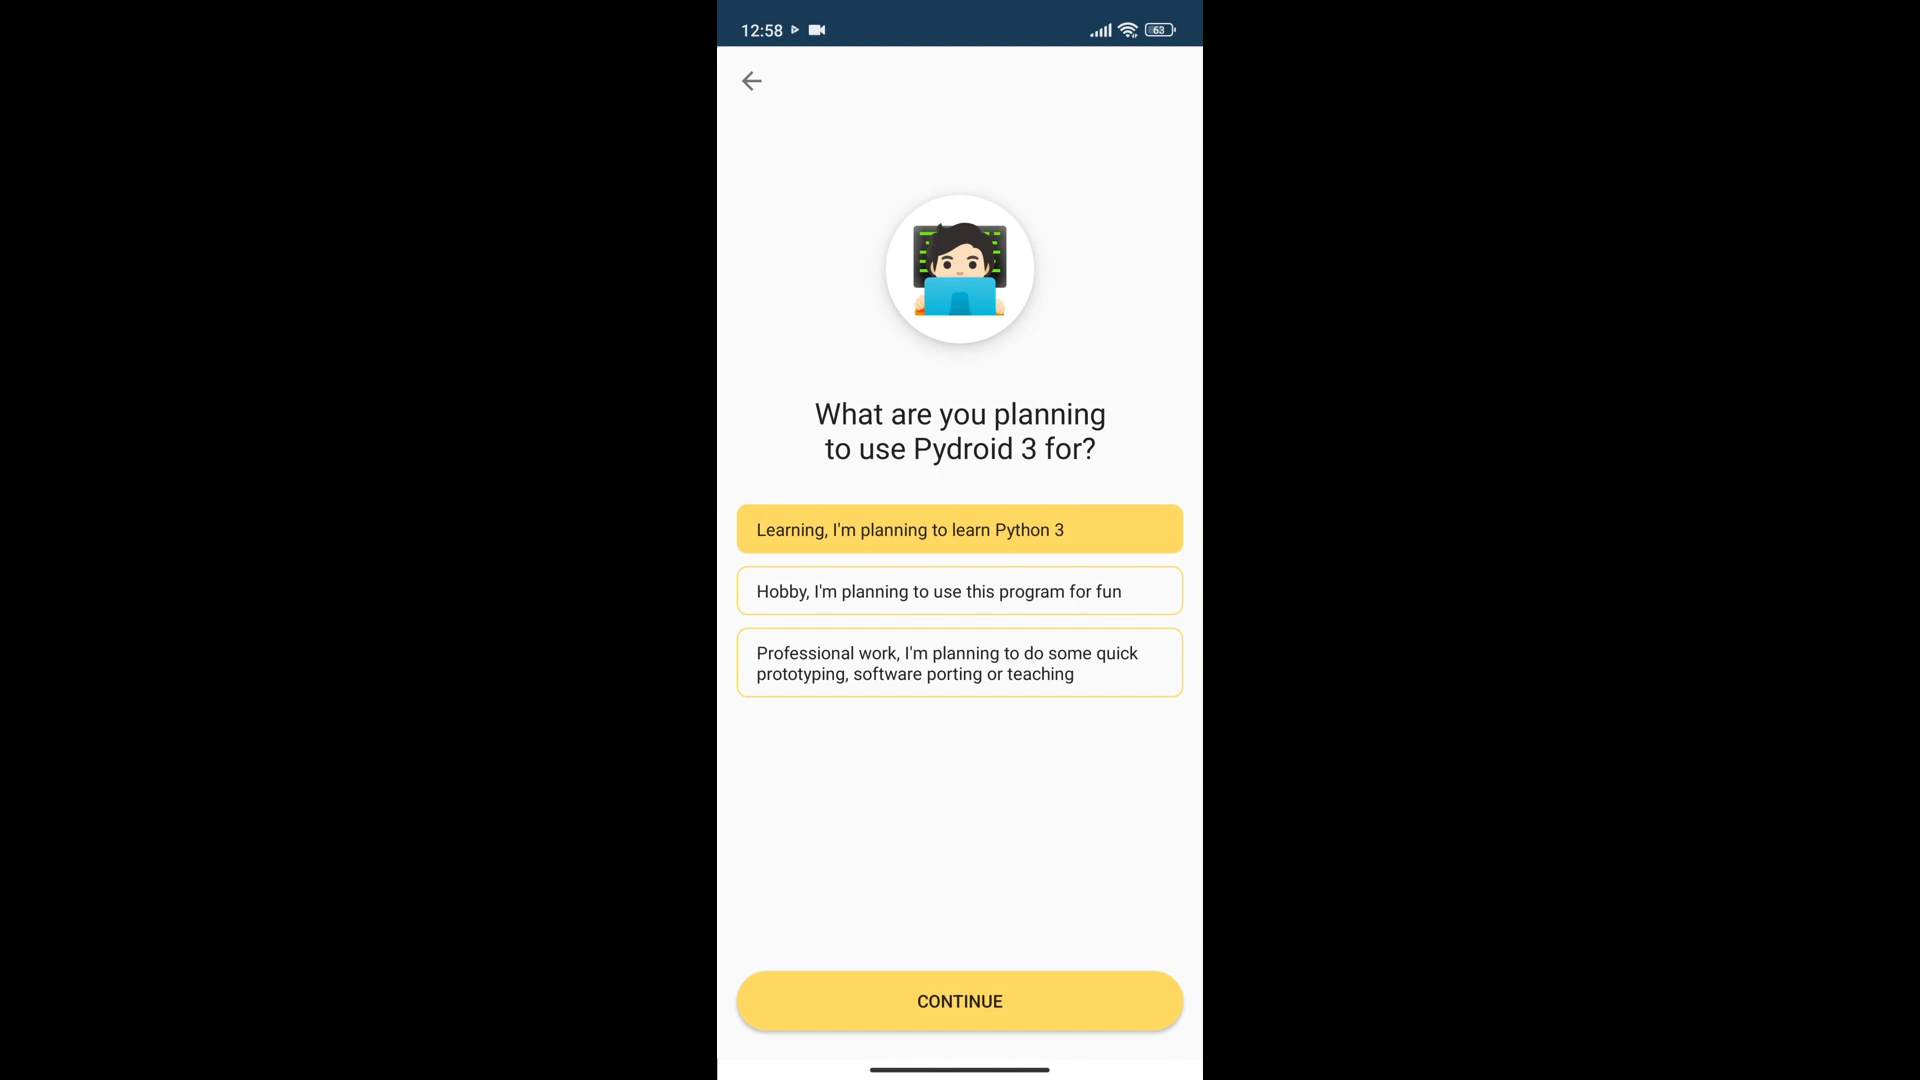 12:58
63
What are you planning
to use Pydroid 3 for?
Learning, I'm planning to learn Python 3
Hobby, I'm planning to use this program for fun
Professional work, I'm planning to do some quick
prototyping, software porting or teaching
CONTINUE